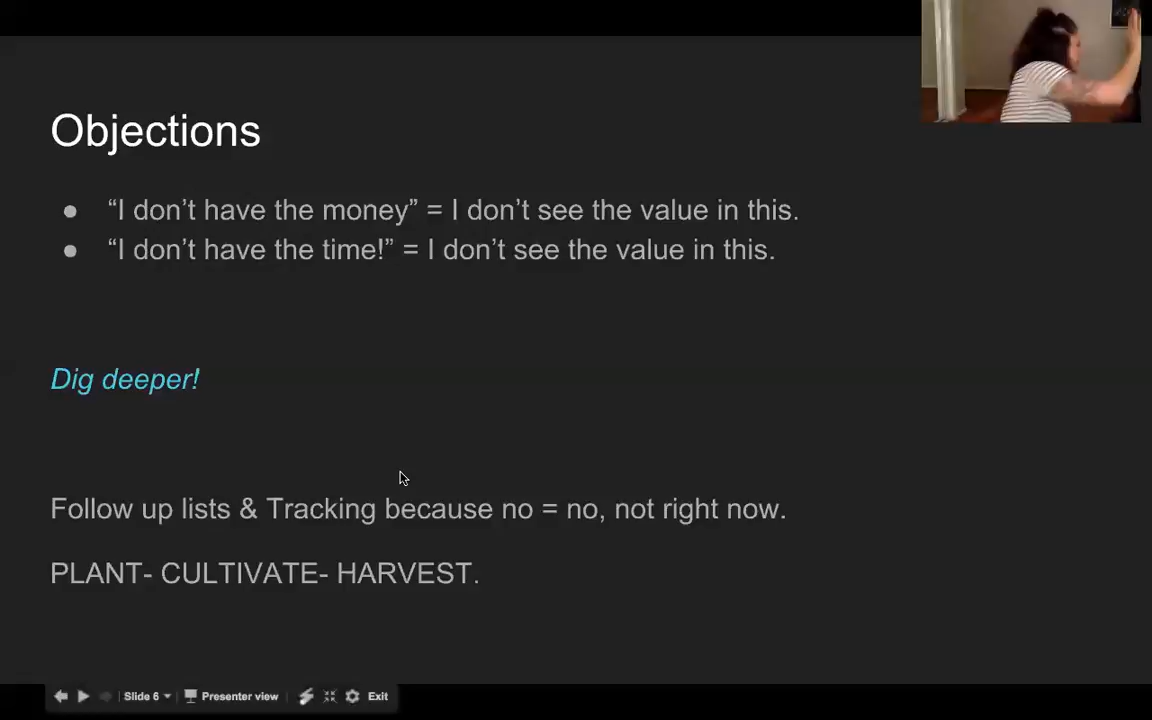 Objections
● “I don’t have the money” = I don’t see the value in this.
● “I don’t have the time!” = I don’t see the value in this.
Dig deeper!
Follow up lists & Tracking because no = no, not right now.
PLANT- CULTIVATE- HARVEST.
Slide 6 Presenter view Exit